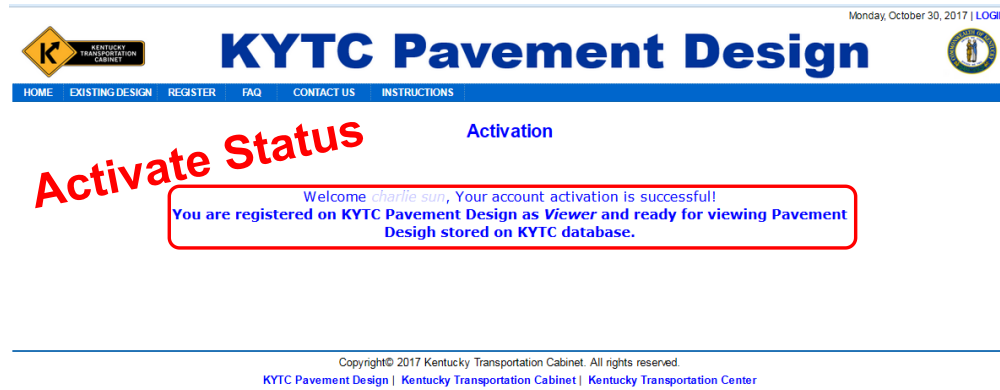 Monday, October 30, 2017 | LOGI
KENTUCKY
TRANSPORTATION
CABINET
KYTC Pavement Design
HOME EXISTING DESIGN REGISTER FAQ CONTACT US INSTRUCTIONS
Activation
Activate Status
Welcome charlie sun, Your account activation is successful!
You are registered on KYTC Pavement Design as Viewer and ready for viewing Pavement
Desigh stored on KYTC database.
Copyright© 2017 Kentucky Transportation Cabinet. All rights reserved.
KYTC Pavement Design | Kentucky Transportation Cabinet | Kentucky Transportation Center